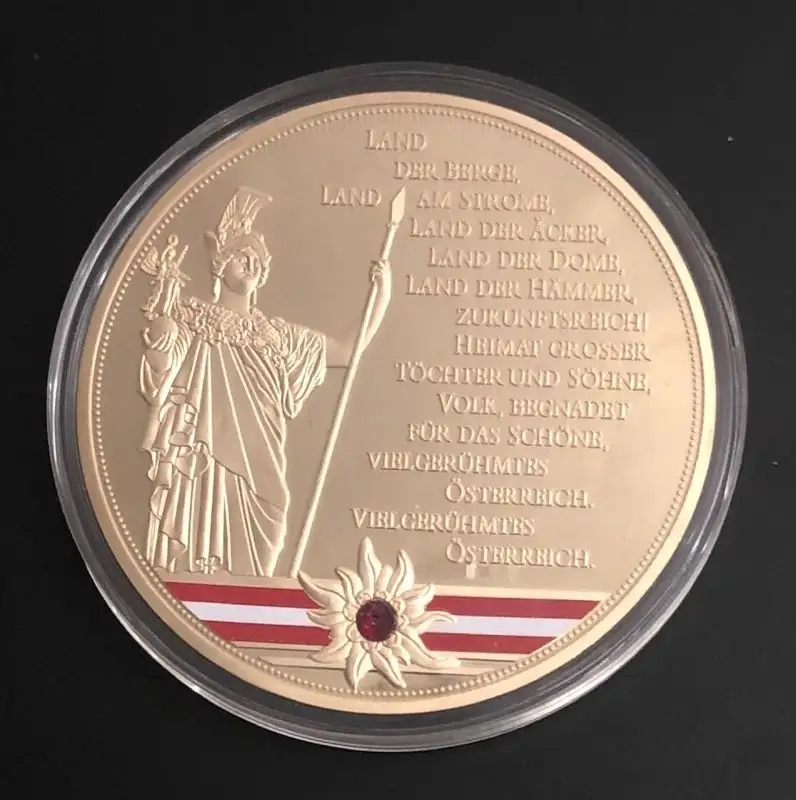 LAND
DER BERGE,
LAND AM STROME,
LAND DER ÄCKER,
LAND DER DOME,
LAND DER HÄMMER,
ZUKUNFTSREICH!
HEIMAT GROSSER
TÖCHTER UND SÖHNE,
VOLK, BEGNADET
FÜR DAS SCHÖNE,
VIELGERÜHMTES
ÖSTERREICH.
VIELGERÜHMTES
ÖSTERREICH.